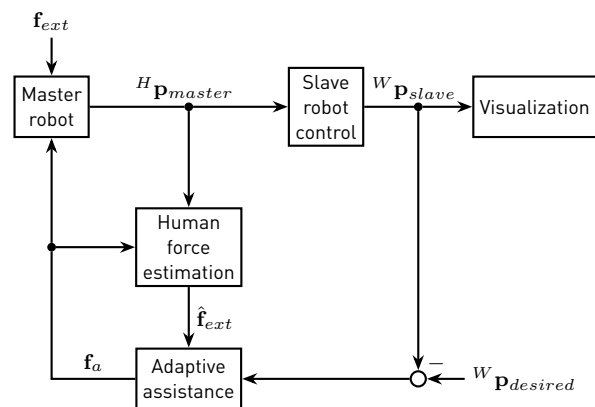 f_ext
Master
robot
^H p_master
Slave
robot
control
^W p_slave
Visualization
Human
force
estimation
f̂_ext
f_a
Adaptive
assistance
−
^W p_desired